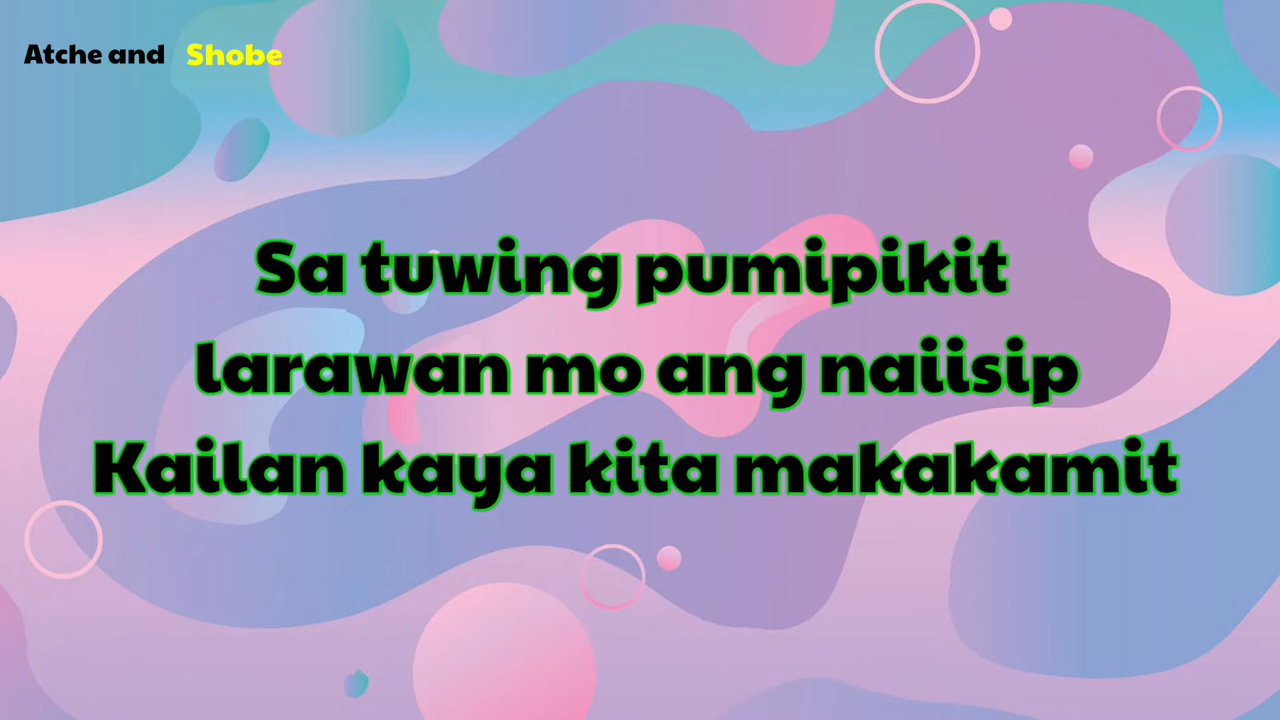 Atche and Shobe
Sa tuwing pumipikit
larawan mo ang naiisip
Kailan kaya kita makakamit